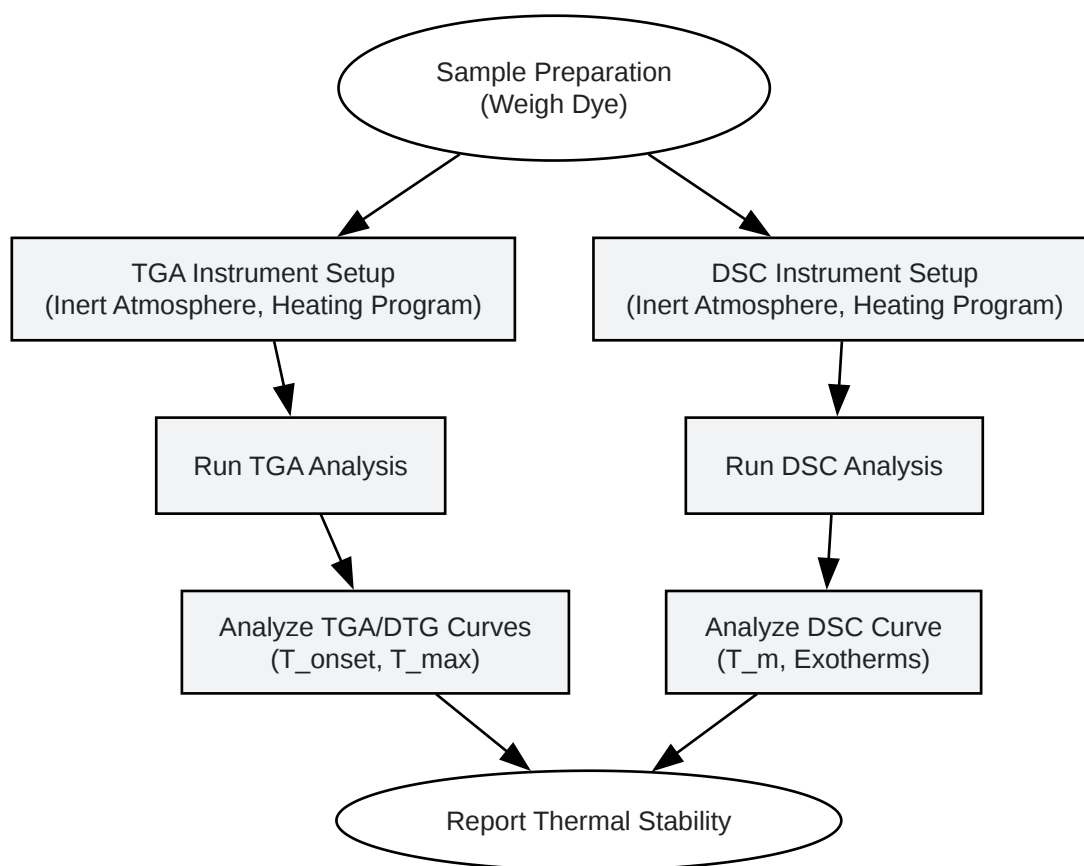 Sample Preparation
(Weigh Dye)
TGA Instrument Setup
(Inert Atmosphere, Heating Program)
DSC Instrument Setup
(Inert Atmosphere, Heating Program)
Run TGA Analysis
Run DSC Analysis
Analyze TGA/DTG Curves
(T_onset, T_max)
Analyze DSC Curve
(T_m, Exotherms)
Report Thermal Stability